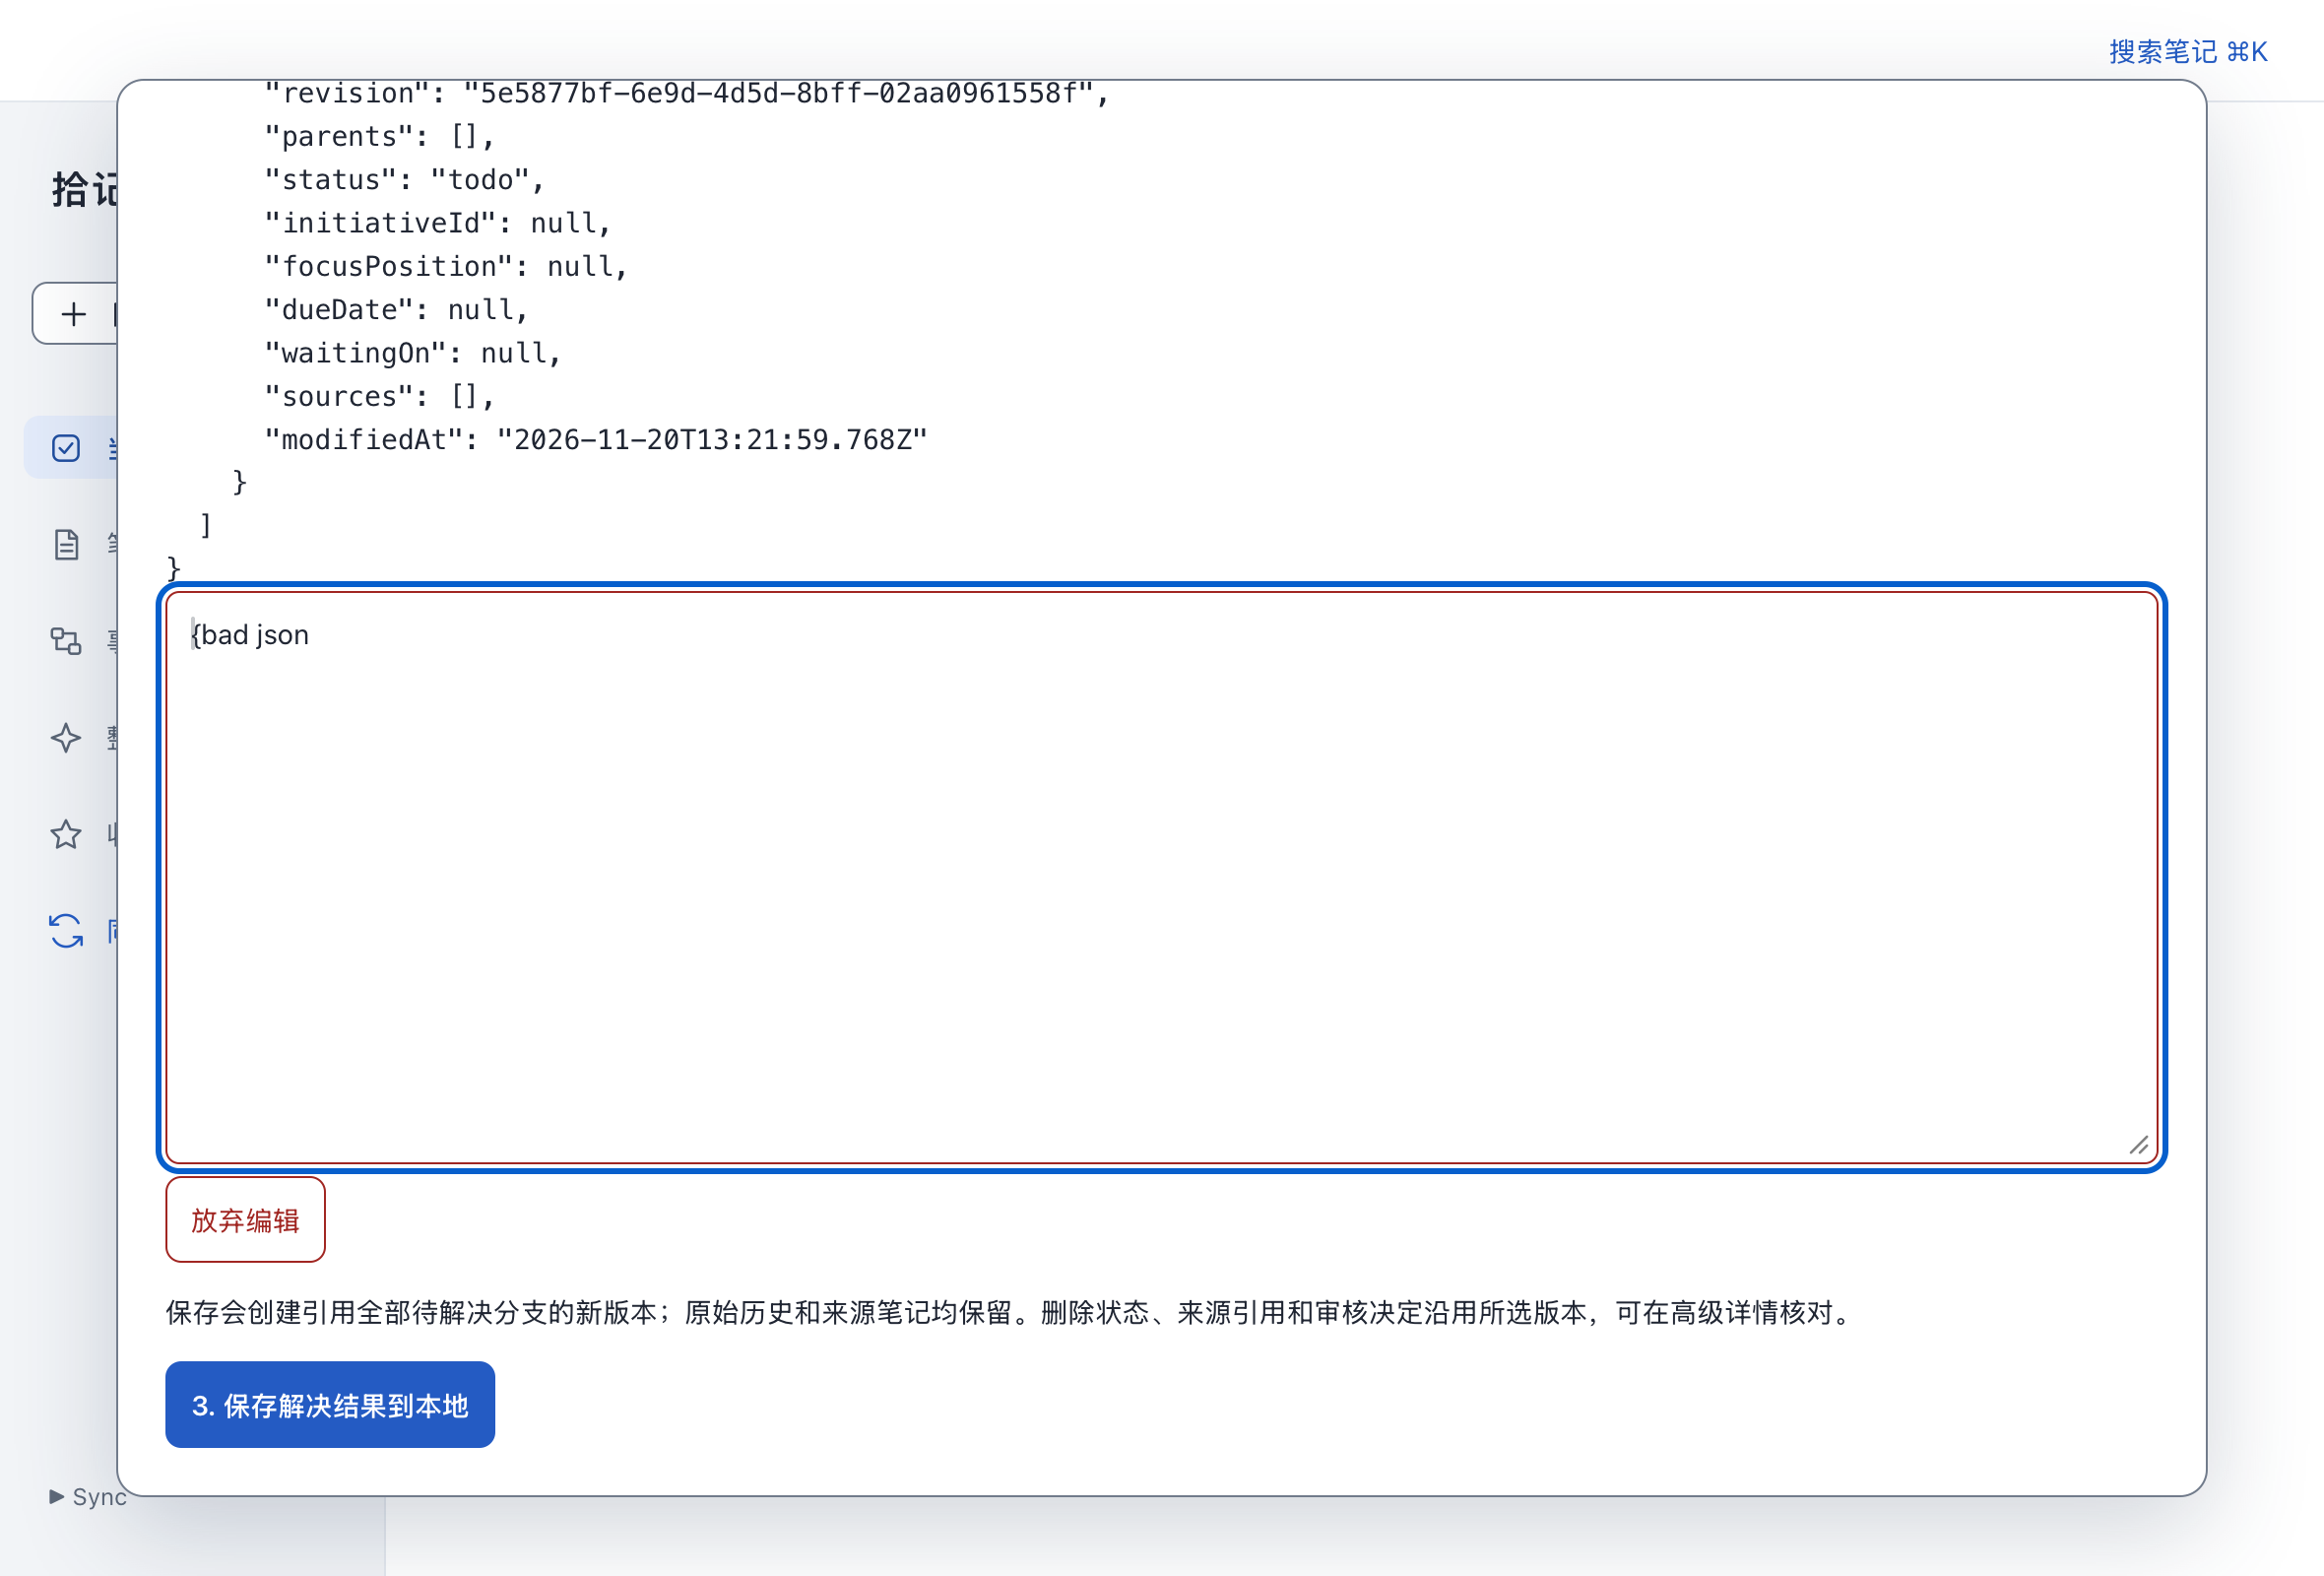 搜索笔记 ⌘K
拾
"revision": "5e5877bf-6e9d-4d5d-8bff-02aa0961558f",
"parents": [],
"status": "todo",
"initiativeId": null,
"focusPosition": null,
"dueDate": null,
"waitingOn": null,
"sources": [],
"modifiedAt": "2026-11-20T13:21:59.768Z"
}
]
}
{bad json
放弃编辑
保存会创建引用全部待解决分支的新版本；原始历史和来源笔记均保留。删除状态、来源引用和审核决定沿用所选版本，可在高级详情核对。
3. 保存解决结果到本地
Sync